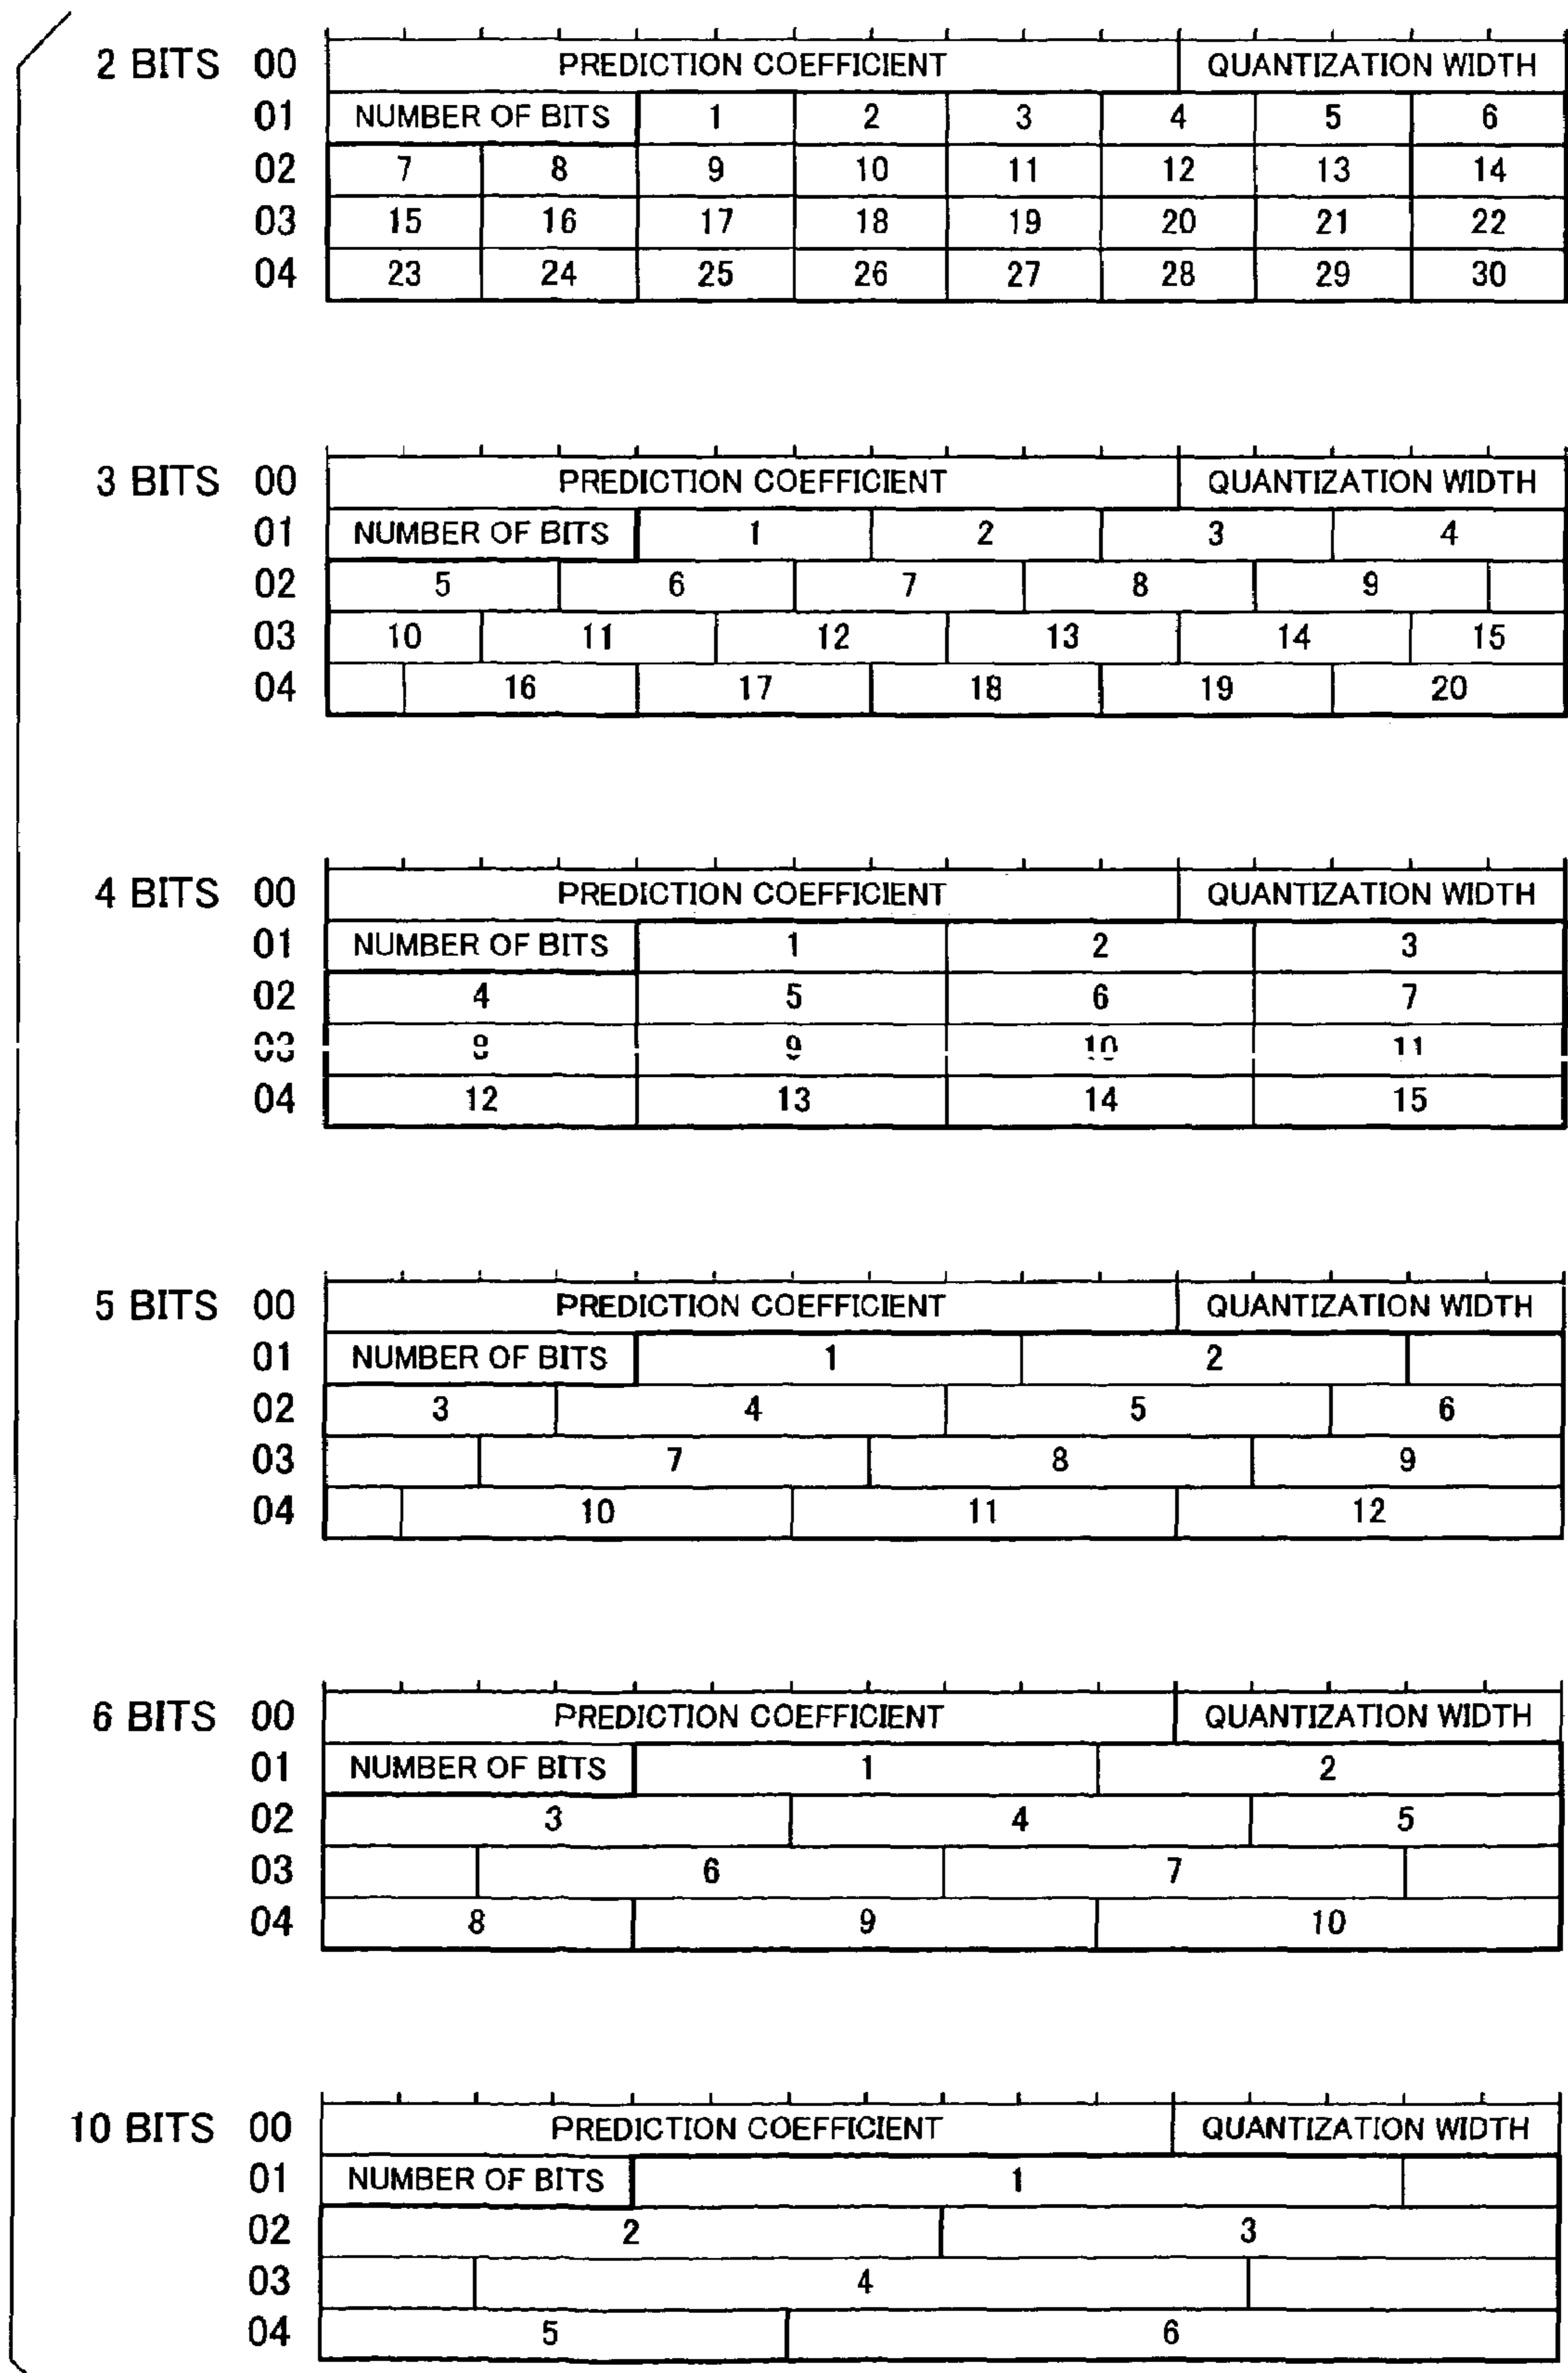 2 BITS 00 PREDICTION COEFFICIENT QUANTIZATION WIDTH
01 NUMBER OF BITS 1 2 3 4 5 6
02 7 8 9 10 11 12 13 14
03 15 16 17 18 19 20 21 22
04 23 24 25 26 27 28 29 30
3 BITS 00 PREDICTION COEFFICIENT QUANTIZATION WIDTH
01 NUMBER OF BITS 1 2 3 4
02 5 6 7 8 9
03 10 11 12 13 14 15
04 16 17 18 19 20
4 BITS 00 PREDICTION COEFFICIENT QUANTIZATION WIDTH
01 NUMBER OF BITS 1 2 3
02 4 5 6 7
03 8 9 10 11
04 12 13 14 15
5 BITS 00 PREDICTION COEFFICIENT QUANTIZATION WIDTH
01 NUMBER OF BITS 1 2
02 3 4 5 6
03 7 8 9
04 10 11 12
6 BITS 00 PREDICTION COEFFICIENT QUANTIZATION WIDTH
01 NUMBER OF BITS 1 2
02 3 4 5
03 6 7
04 8 9 10
10 BITS 00 PREDICTION COEFFICIENT QUANTIZATION WIDTH
01 NUMBER OF BITS 1
02 2 3
03 4
04 5 6